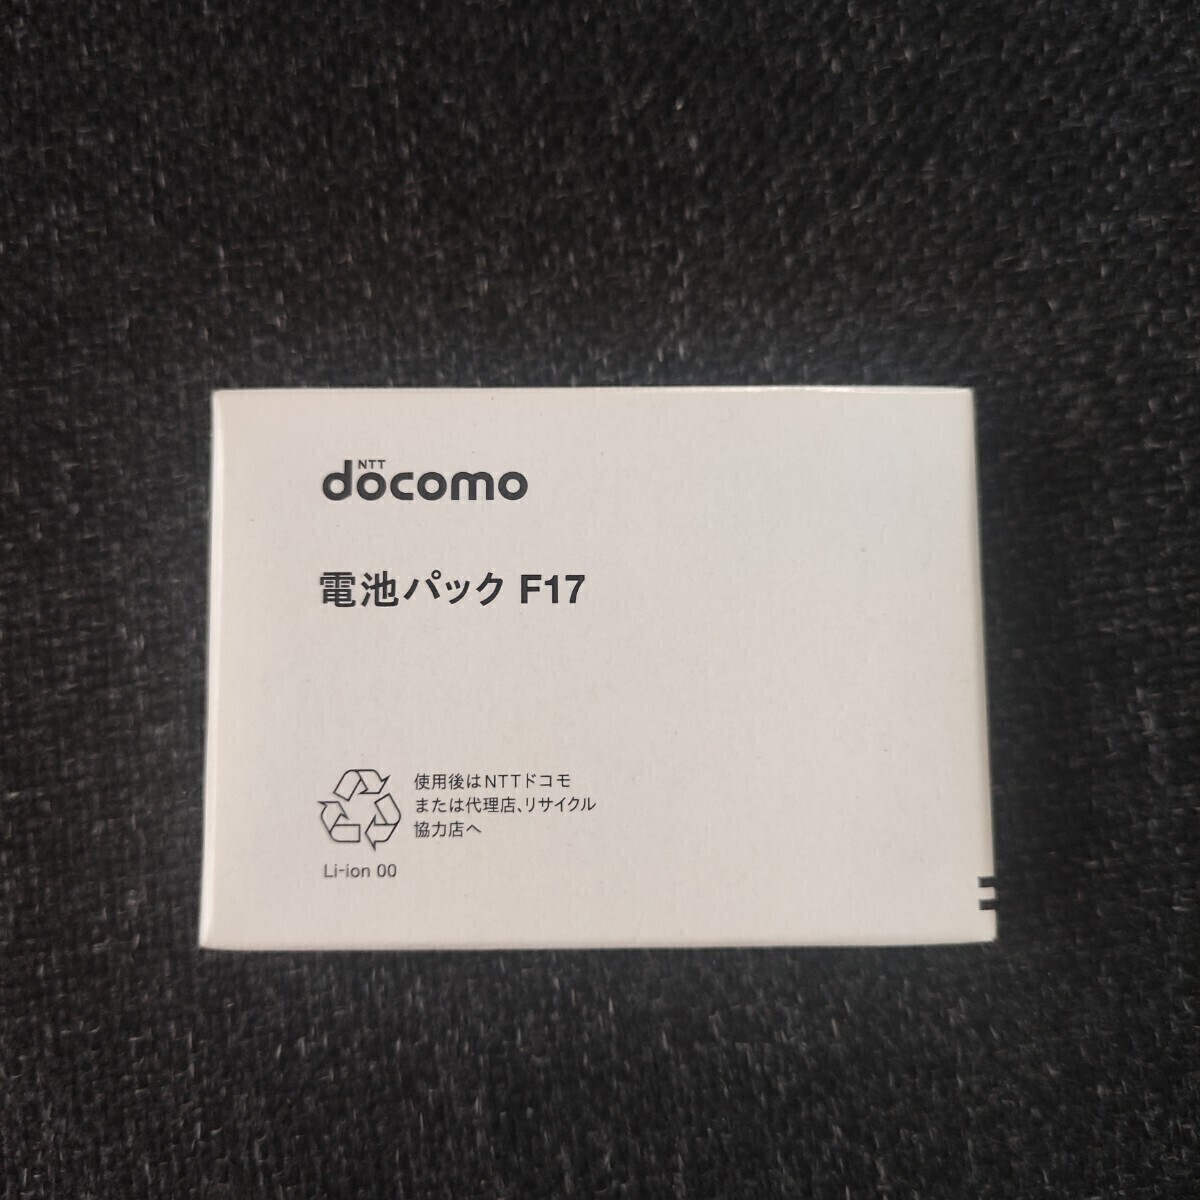 NTT
docomo
電池パック F17
使用後はNTTドコモ
または代理店、リサイクル
協力店へ
Li-ion 00